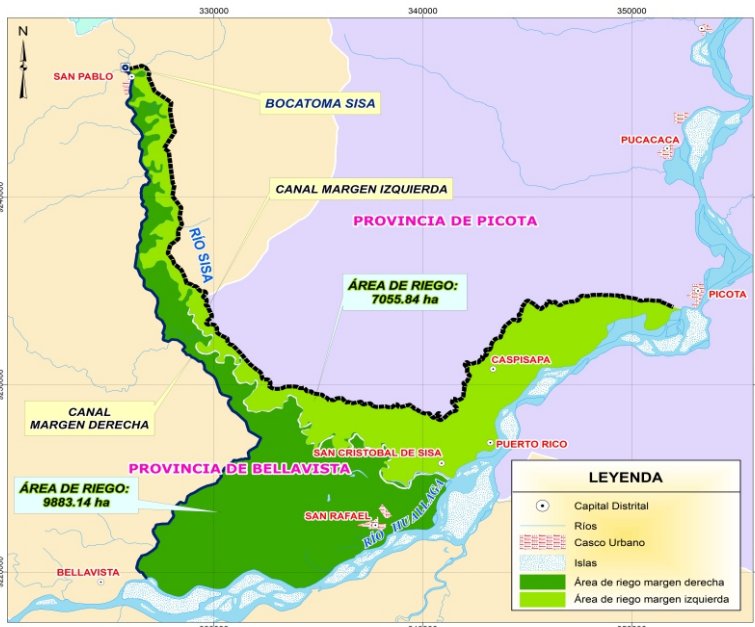 330000
340000
350000
N
SAN PABLO
BOCATOMA SISA
PUCACACA
CANAL MARGEN IZQUIERDA
PROVINCIA DE PICOTA
RÍO SISA
ÁREA DE RIEGO:
7055.84 ha
PICOTA
CASPISAPA
CANAL
MARGEN DERECHA
SAN CRISTOBAL DE SISA
PUERTO RICO
PROVINCIA DE BELLAVISTA
ÁREA DE RIEGO:
9883.14 ha
SAN RAFAEL
RÍO HUALLAGA
BELLAVISTA
LEYENDA
Capital Distrital
Ríos
Casco Urbano
Islas
Área de riego margen derecha
Área de riego margen izquierda